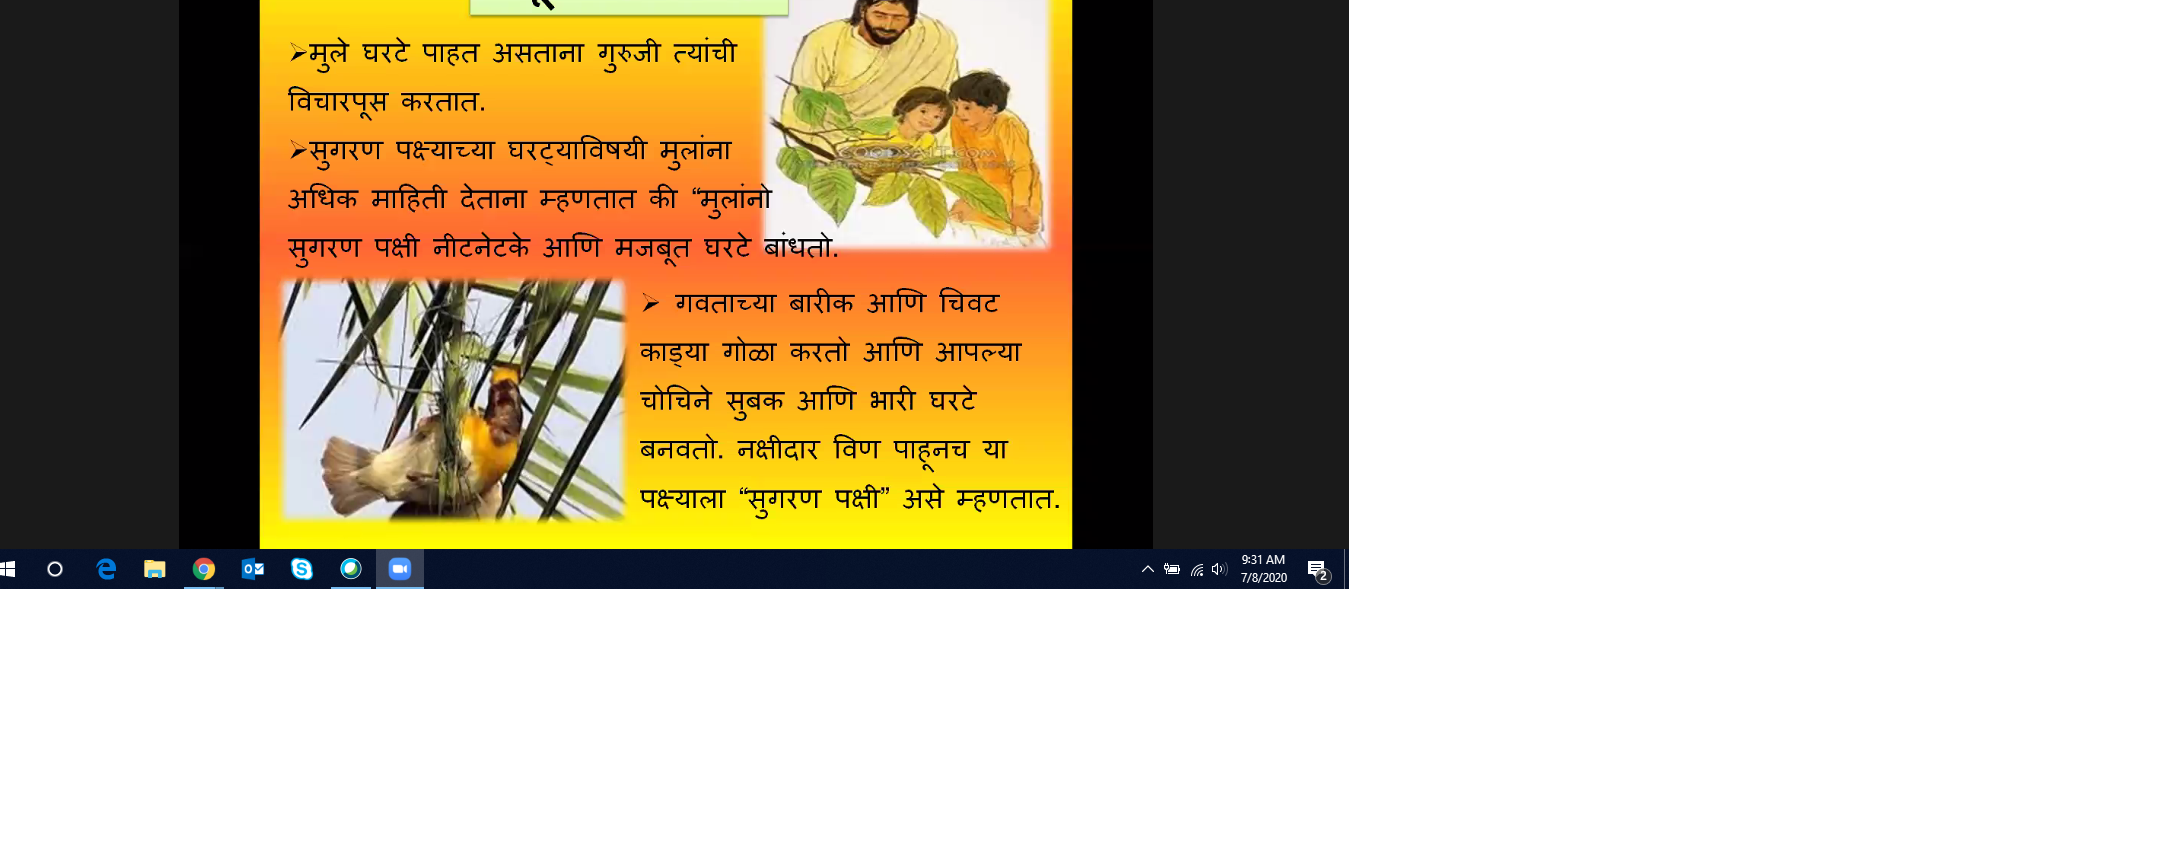 ➢मुले घरटे पाहत असताना गुरुजी त्यांची
विचारपूस करतात.
➢सुगरण पक्ष्याच्या घरट्याविषयी मुलांना
अधिक माहिती देताना म्हणतात की “मुलांनो
सुगरण पक्षी नीटनेटके आणि मजबूत घरटे बांधतो.
➢ गवताच्या बारीक आणि चिवट
काड्या गोळा करतो आणि आपल्या
चोचिने सुबक आणि भारी घरटे
बनवतो. नक्षीदार विण पाहूनच या
पक्ष्याला “सुगरण पक्षी” असे म्हणतात.
9:31 AM
7/8/2020
2